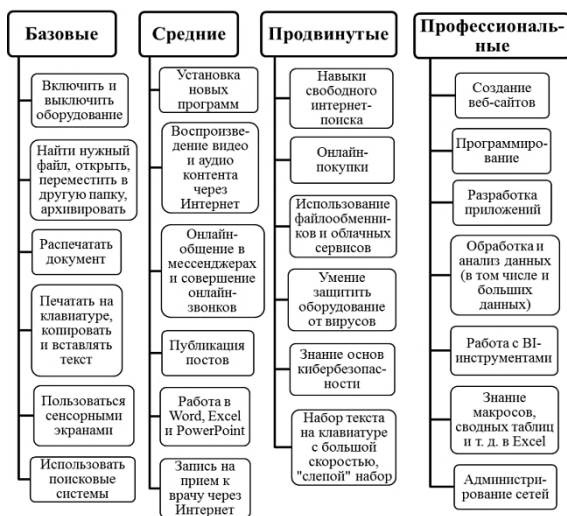 Базовые
Включить и
выключить
оборудование
Найти нужный
файл, открыть,
переместить в
другую папку,
архивировать
Распечатать
документ
Печатать на
клавиатуре,
копировать
и вставлять
текст
Пользоваться
сенсорными
экранами
Использовать
поисковые
системы
Средние
Установка
новых
программ
Воспроизве-
дение видео
и аудио
контента
через
Интернет
Онлайн-
общение в
мессенджерах
и совершение
онлайн-
звонков
Публикация
постов
Работа в
Word, Excel
и PowerPoint
Запись на
прием к
врачу через
Интернет
Продвинутые
Навыки
свободного
интернет-
поиска
Онлайн-
покупки
Использование
файлообменни-
ков и облачных
сервисов
Умение
защитить
оборудование
от вирусов
Знание основ
кибербезопас-
ности
Набор текста
на клавиатуре
с большой
скоростью,
"слепой" набор
Профессиональ-
ные
Создание
веб-сайтов
Программиро-
вание
Разработка
приложений
Обработка и
анализ данных
(в том числе и
больших
данных)
Работа с BI-
инструментами
Знание
макросов,
сводных таблиц
и т. д. в Excel
Администри-
рование сетей